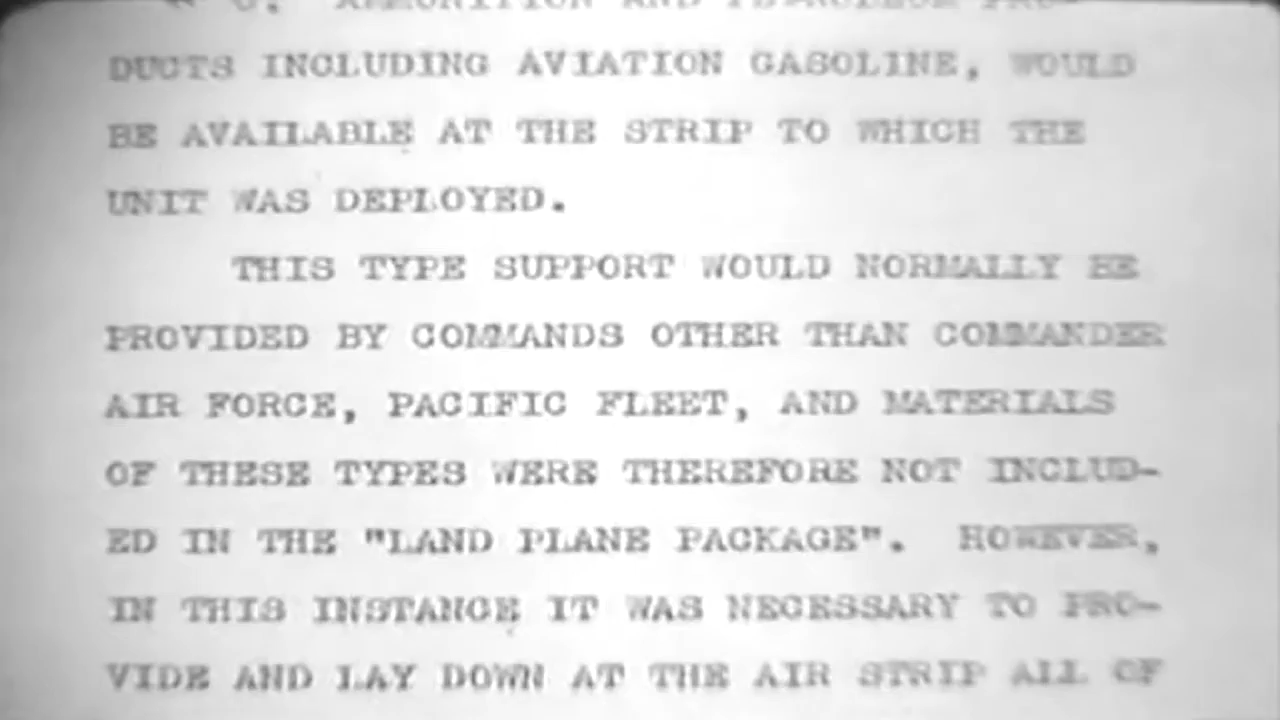 DUCTS INCLUDING AVIATION GASOLINE, WOULD
BE AVAILABLE AT THE STRIP TO WHICH THE
UNIT WAS DEPLOYED.
THIS TYPE SUPPORT WOULD NORMALLY BE
PROVIDED BY COMMANDS OTHER THAN COMMANDER
AIR FORCE, PACIFIC FLEET, AND MATERIALS
OF THESE TYPES WERE THEREFORE NOT INCLUD-
ED IN THE "LAND PLANE PACKAGE". HOWEVER,
IN THIS INSTANCE IT WAS NECESSARY TO PRO-
VIDE AND LAY DOWN AT THE AIR STRIP ALL OF